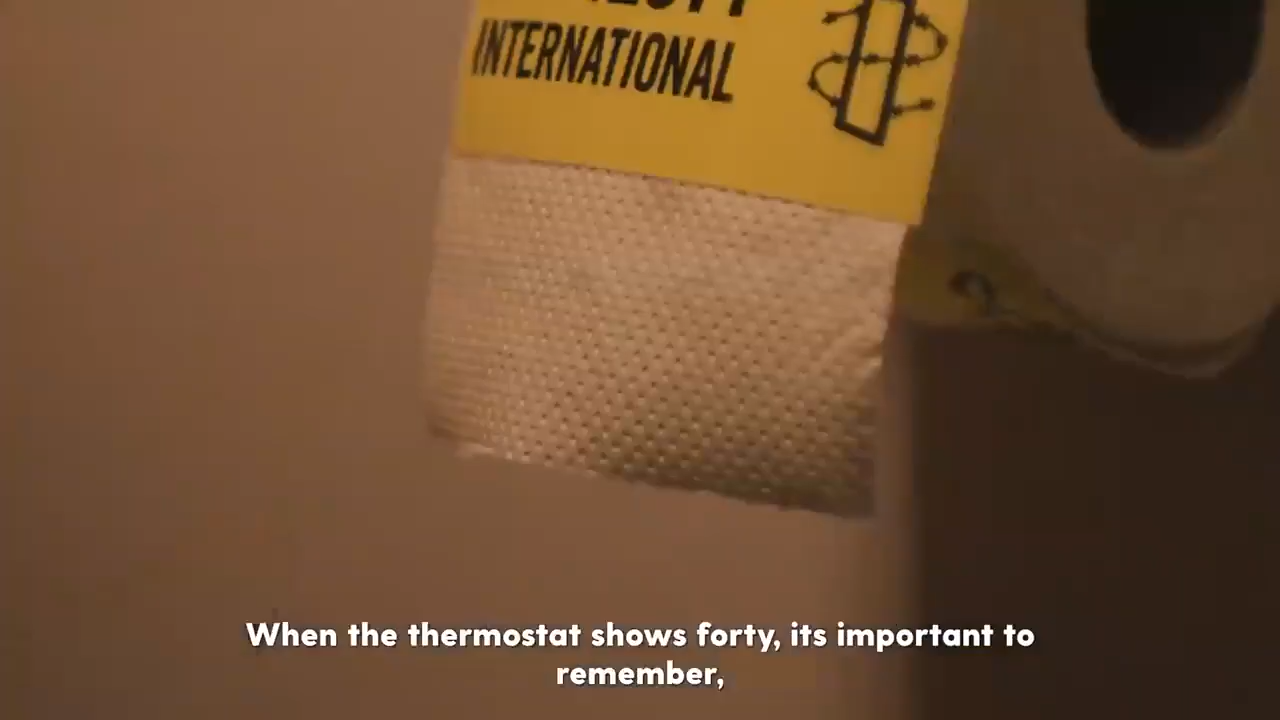 INTERNATIONAL
When the thermostat shows forty, its important to
remember,